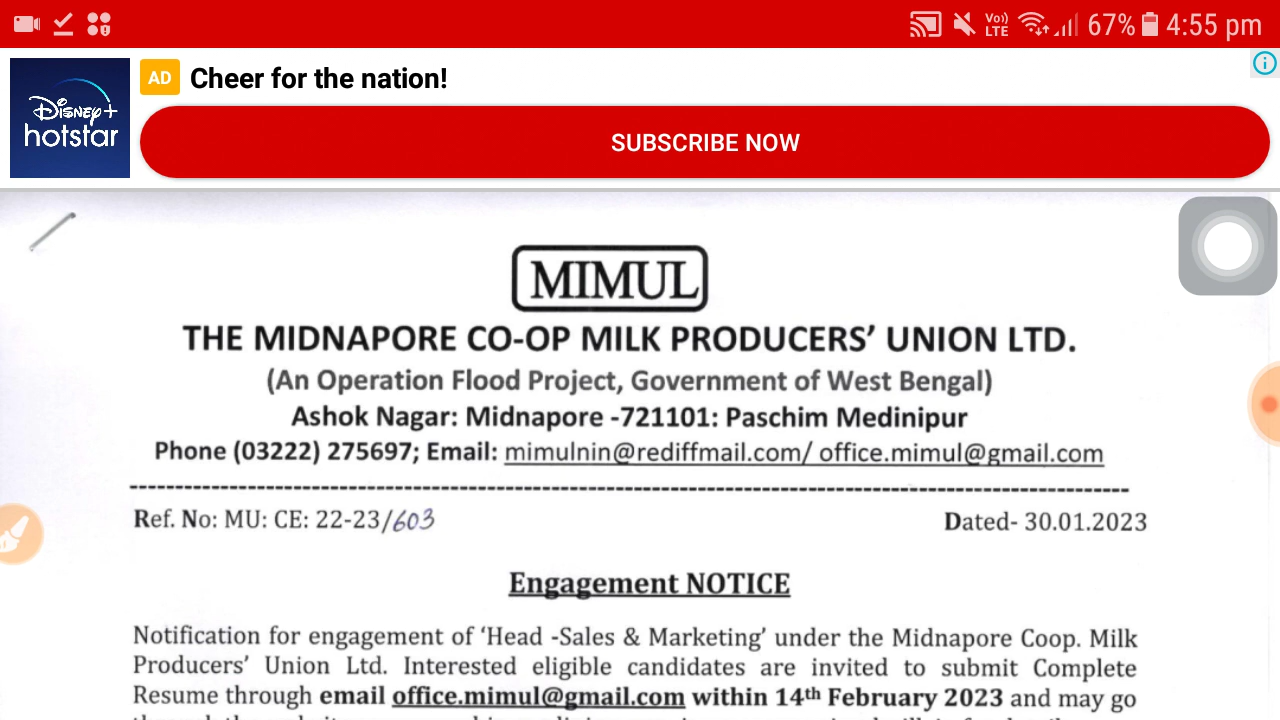 Vo))
LTE
67%
4:55 pm
Disney+
hotstar
AD
Cheer for the nation!
SUBSCRIBE NOW
MIMUL
THE MIDNAPORE CO-OP MILK PRODUCERS’ UNION LTD.
(An Operation Flood Project, Government of West Bengal)
Ashok Nagar: Midnapore -721101: Paschim Medinipur
Phone (03222) 275697; Email: mimulnin@rediffmail.com/ office.mimul@gmail.com
Ref. No: MU: CE: 22-23/603
Dated- 30.01.2023
Engagement NOTICE
Notification for engagement of ‘Head -Sales & Marketing’ under the Midnapore Coop. Milk
Producers’ Union Ltd. Interested eligible candidates are invited to submit Complete
Resume through email office.mimul@gmail.com within 14th February 2023 and may go